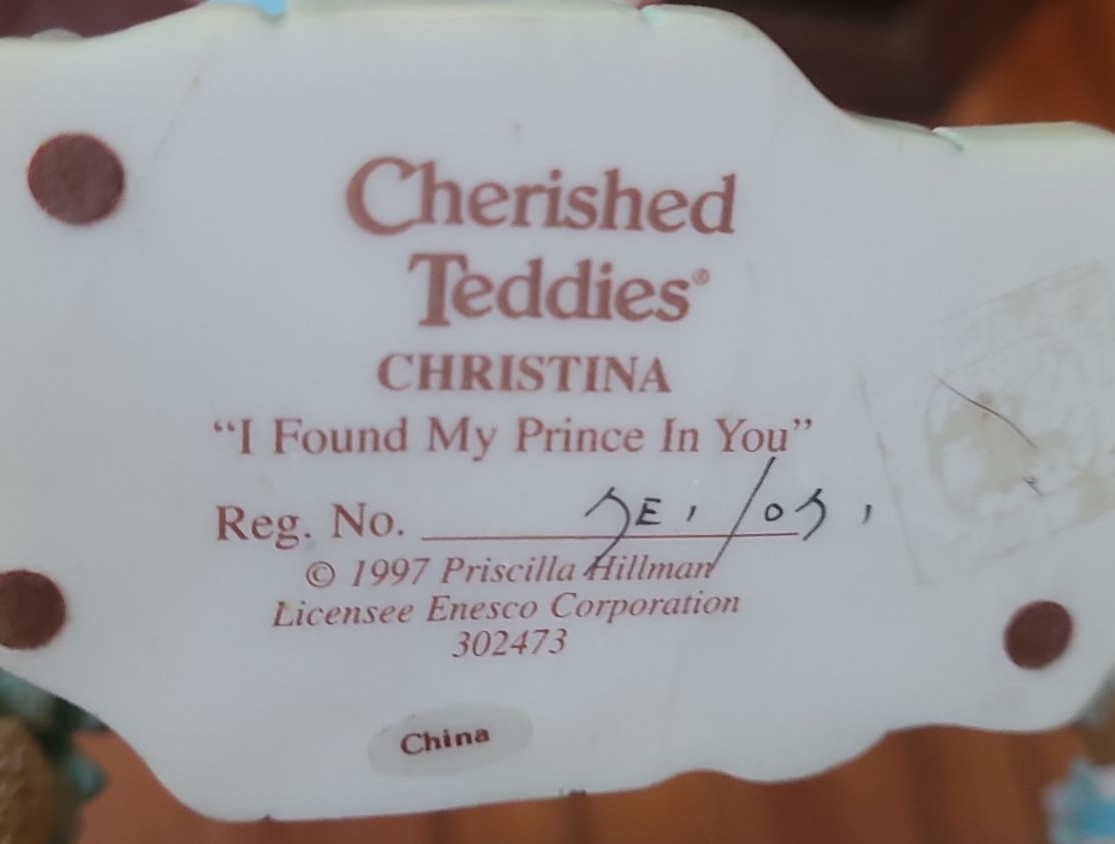 Cherished
Teddies®
CHRISTINA
“I Found My Prince In You”
Reg. No.
© 1997 Priscilla Hillman
Licensee Enesco Corporation
302473
China